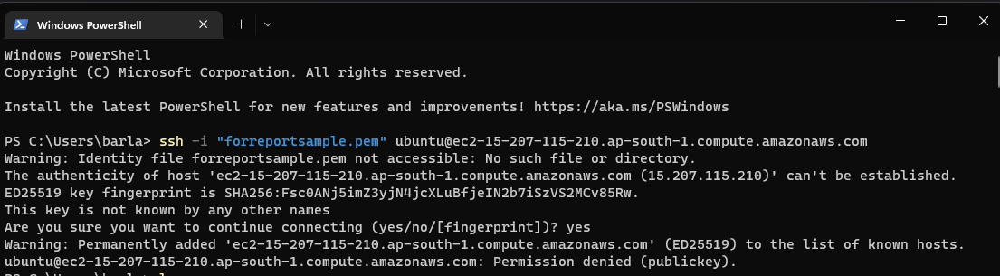 Windows PowerShell
Windows PowerShell
Copyright (C) Microsoft Corporation. All rights reserved.
Install the latest PowerShell for new features and improvements! https://aka.ms/PSWindows
PS C:\Users\barla> ssh -i "forreportsample.pem" ubuntu@ec2-15-207-115-210.ap-south-1.compute.amazonaws.com
Warning: Identity file forreportsample.pem not accessible: No such file or directory.
The authenticity of host 'ec2-15-207-115-210.ap-south-1.compute.amazonaws.com (15.207.115.210)' can't be established.
ED25519 key fingerprint is SHA256:Fsc0ANj5imZ3yjN4jcXLuBfjeIN2b7iSzVS2MCv85Rw.
This key is not known by any other names
Are you sure you want to continue connecting (yes/no/[fingerprint])? yes
Warning: Permanently added 'ec2-15-207-115-210.ap-south-1.compute.amazonaws.com' (ED25519) to the list of known hosts.
ubuntu@ec2-15-207-115-210.ap-south-1.compute.amazonaws.com: Permission denied (publickey).
PS C:\Users\barla>